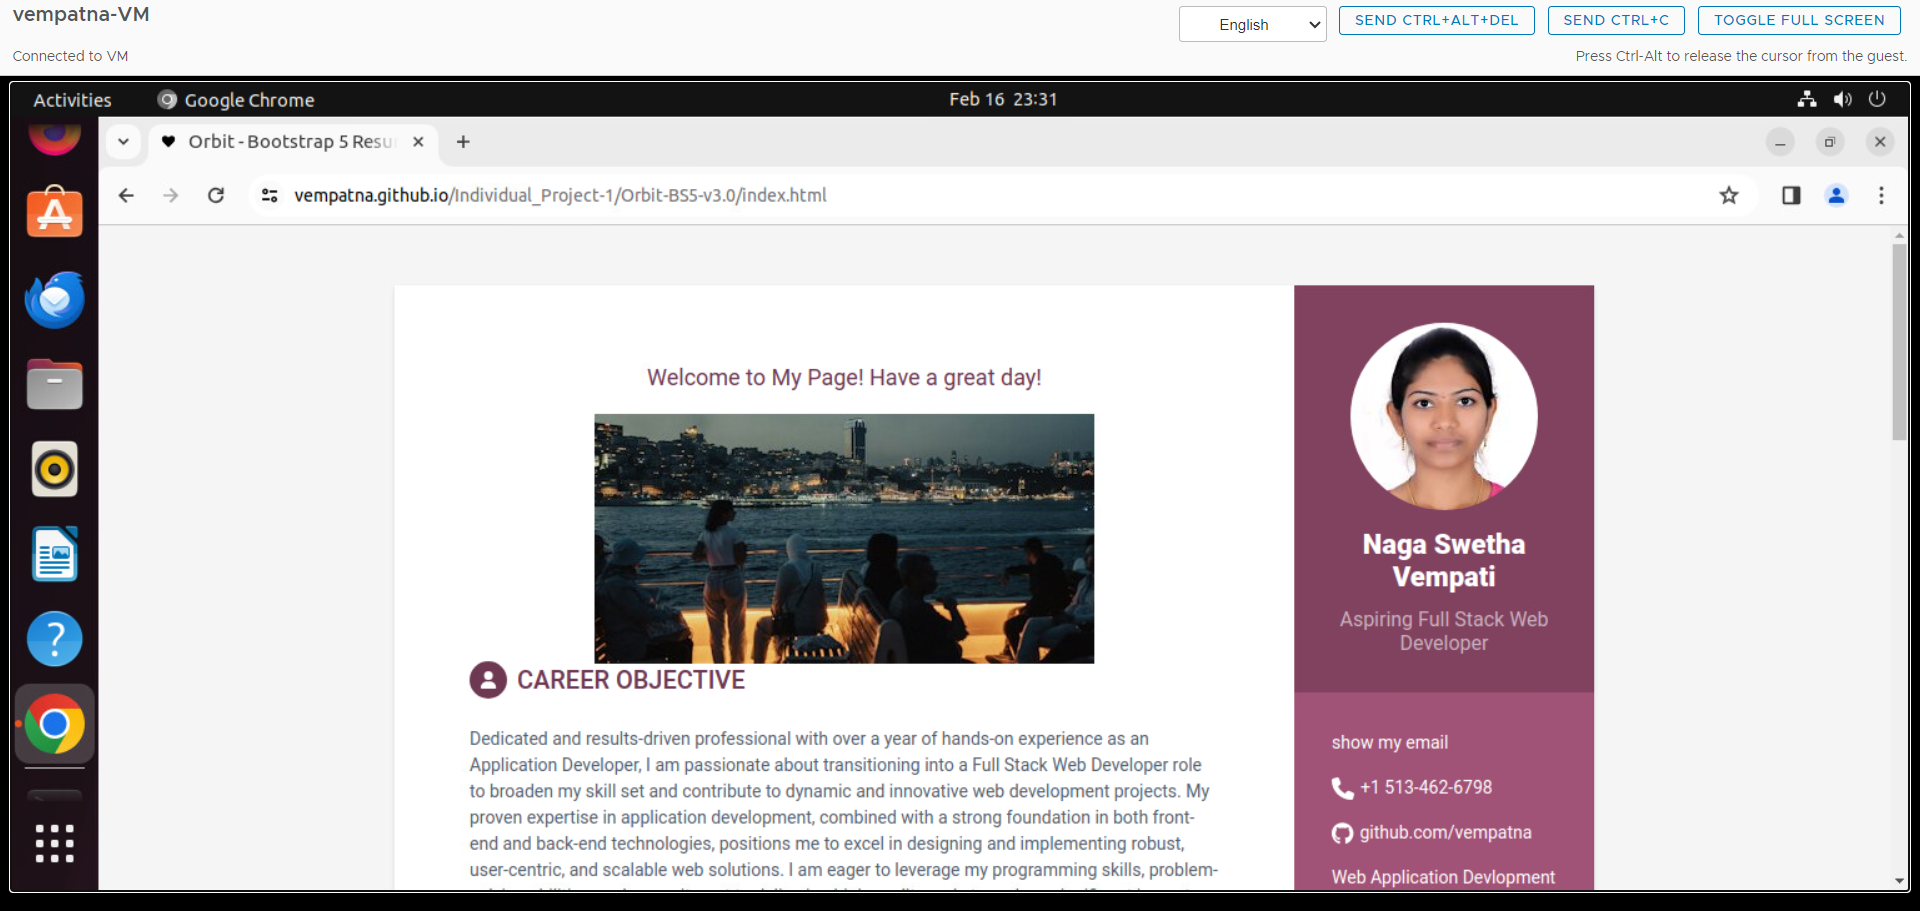 vempatna-VM
English
SEND CTRL+ALT+DEL
SEND CTRL+C
TOGGLE FULL SCREEN
Connected to VM
Press Ctrl-Alt to release the cursor from the guest.
Activities
Google Chrome
Feb 16 23:31
Orbit - Bootstrap 5 Resu
vempatna.github.io/Individual_Project-1/Orbit-BS5-v3.0/index.html
Welcome to My Page! Have a great day!
CAREER OBJECTIVE
Dedicated and results-driven professional with over a year of hands-on experience as an
Application Developer, I am passionate about transitioning into a Full Stack Web Developer role
to broaden my skill set and contribute to dynamic and innovative web development projects. My
proven expertise in application development, combined with a strong foundation in both front-
end and back-end technologies, positions me to excel in designing and implementing robust,
user-centric, and scalable web solutions. I am eager to leverage my programming skills, problem-
Naga Swetha
Vempati
Aspiring Full Stack Web
Developer
show my email
+1 513-462-6798
github.com/vempatna
Web Application Devlopment